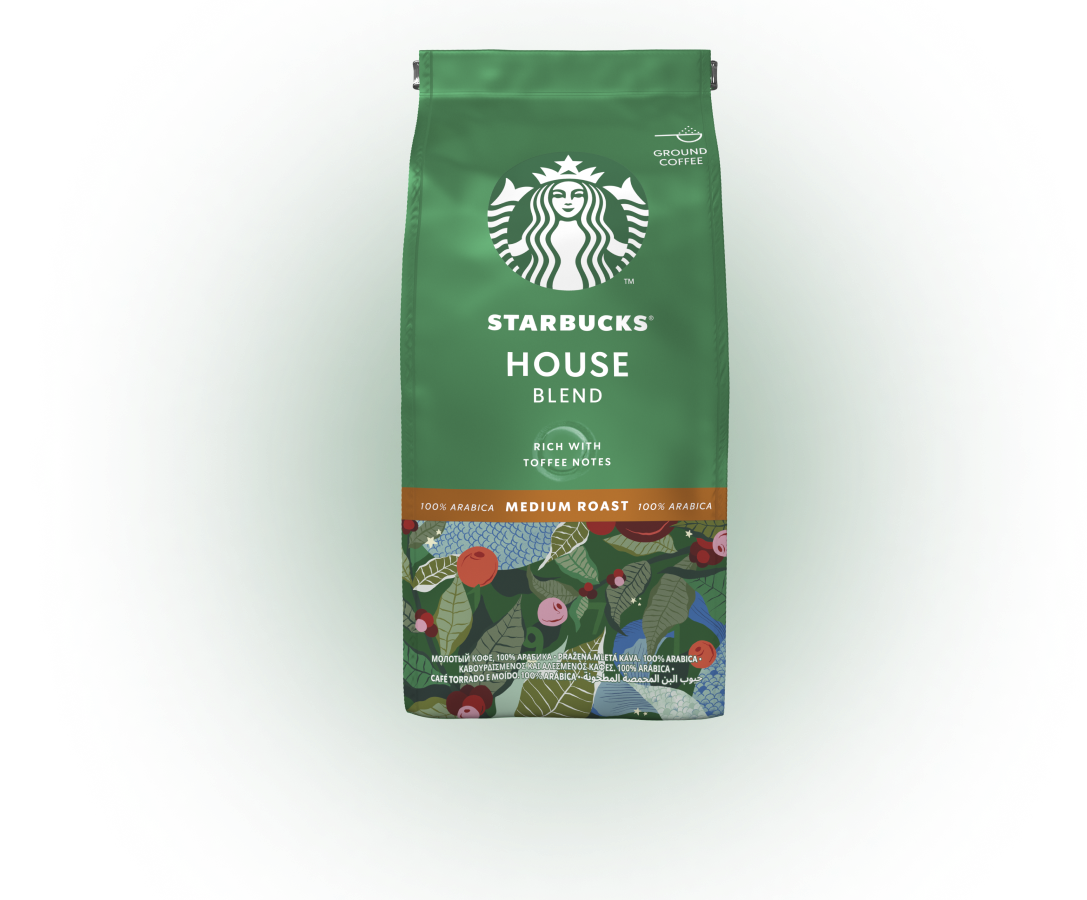 GROUND
COFFEE
TM
STARBUCKS®
HOUSE
BLEND
RICH WITH
TOFFEE NOTES
100% ARABICA MEDIUM ROAST 100% ARABICA
МОЛОТЫЙ КОФЕ, 100% АРАБИКА • PRAŽENÁ MLETÁ KÁVA. 100% ARABICA •
ΚΑΒΟΥΡΔΙΣΜΕΝΟΣ ΚΑΙ ΑΛΕΣΜΕΝΟΣ ΚΑΦΕΣ. 100% ARABICA •
CAFÉ TORRADO E MOÍDO. 100% ARABICA • حبوب البن المحمصة المطحونة